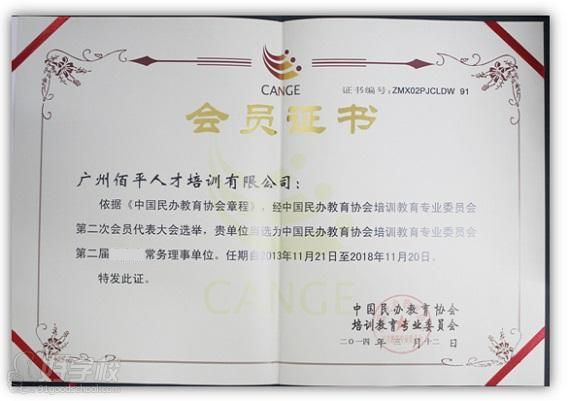 CANGE
证书编号:ZMX02PJCLDW 91
会员证书
广州佰平人才培训有限公司:
依据《中国民办教育协会章程》,经中国民办教育协会培训教育专业委员会
第二次会员代表大会选举,贵单位当选为中国民办教育协会培训教育专业委员会
第二届 常务理事单位。任期自2013年11月21日至2018年11月20日。
特发此证。
CANGE
中国民办教育协会
培训教育专业委员会
二〇一四年 月十二日
好学校
91goodschool.com